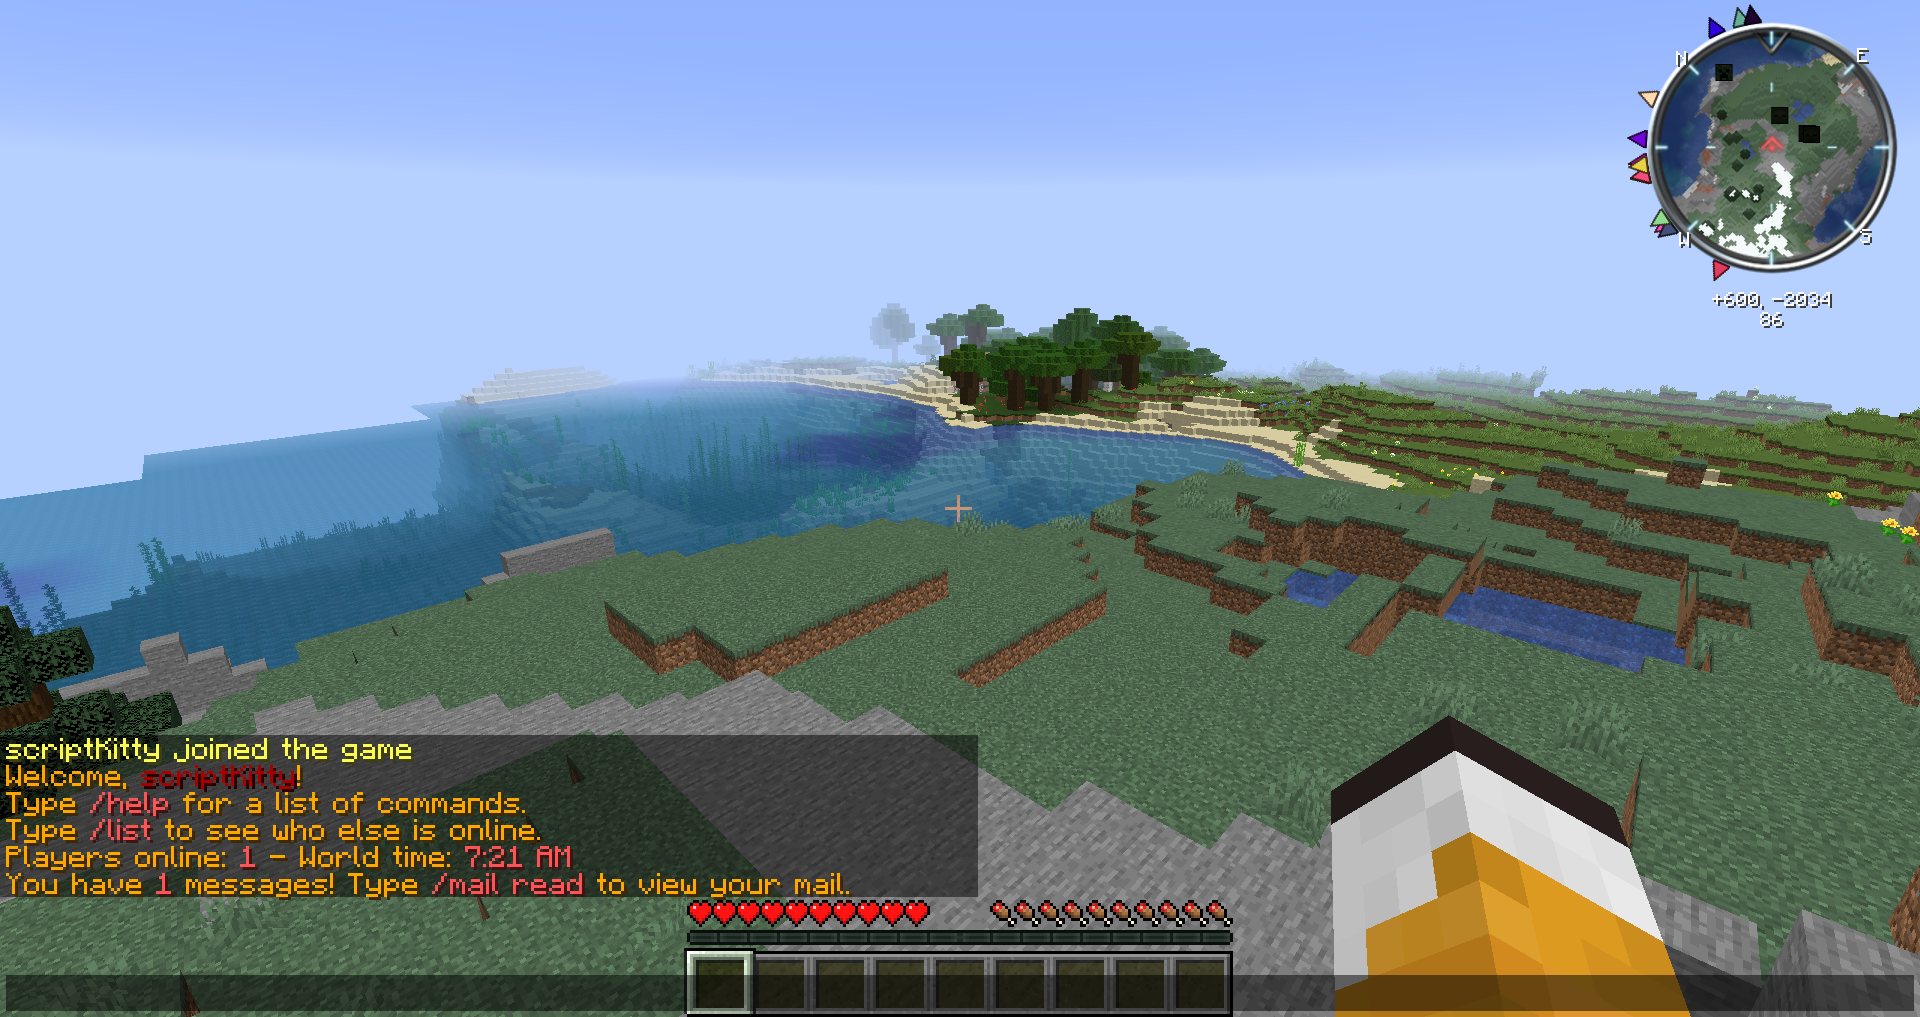 N
E
W
S
+600, -2034
86
scriptKitty joined the game
Welcome, scriptKitty!
Type /help for a list of commands.
Type /list to see who else is online.
Players online: 1 - World time: 7:21 AM
You have 1 messages! Type /mail read to view your mail.